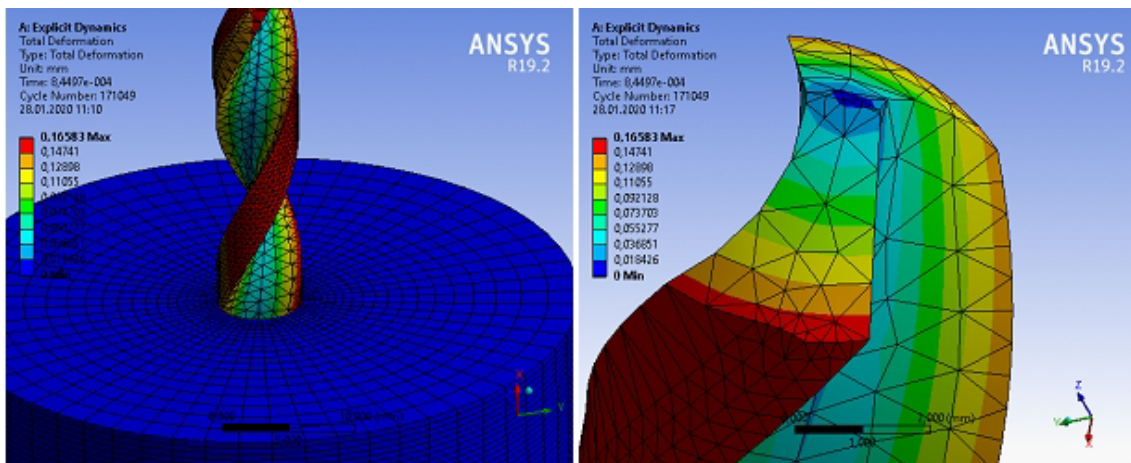 A: Explicit Dynamics
Total Deformation
Type: Total Deformation
Unit: mm
Time: 8,4497e-004
Cycle Number: 171049
28.01.2020 11:10
ANSYS
R19.2
0,16583 Max
0,14741
0,12898
0,11055
X
Y
A: Explicit Dynamics
Total Deformation
Type: Total Deformation
Unit: mm
Time: 8,4497e-004
Cycle Number: 171049
28.01.2020 11:17
ANSYS
R19.2
0,16583 Max
0,14741
0,12898
0,11055
0,092128
0,073703
0,055277
0,036851
0,018426
0 Min
2,000 (mm)
1,000
Z
Y
X